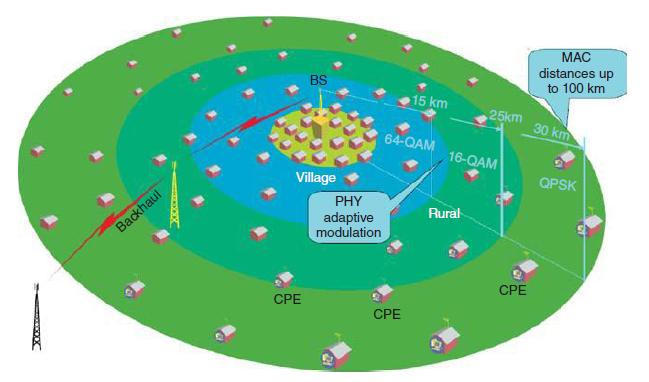 MAC
distances up
to 100 km
BS
15 km
25km
30 km
64-QAM
16-QAM
QPSK
Village
PHY
adaptive
modulation
Rural
Backhaul
CPE
CPE
CPE